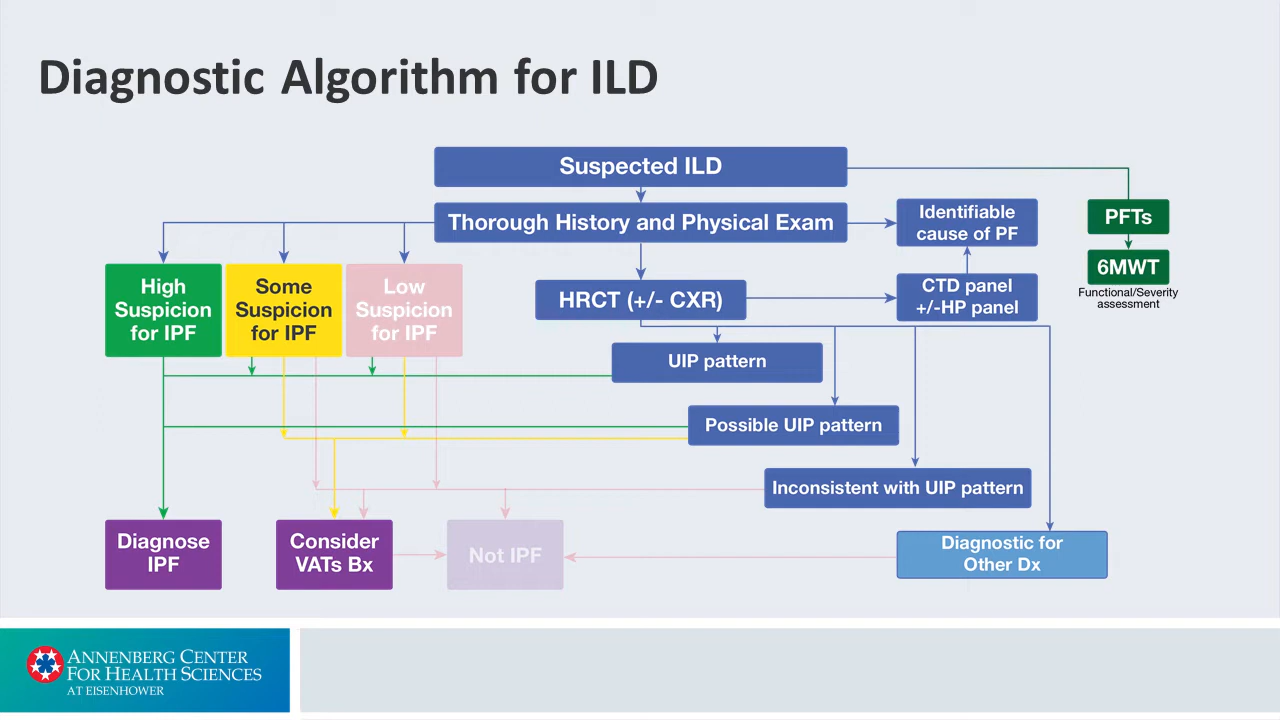 Diagnostic Algorithm for ILD
Suspected ILD
Thorough History and Physical Exam
Identifiable
cause of PF
PFTs
6MWT
Functional/Severity
assessment
High
Suspicion
for IPF
Some
Suspicion
for IPF
Low
Suspicion
for IPF
HRCT (+/- CXR)
CTD panel
+/-HP panel
UIP pattern
Possible UIP pattern
Inconsistent with UIP pattern
Diagnose
IPF
Consider
VATs Bx
Not IPF
Diagnostic for
Other Dx
ANNENBERG CENTER
FOR HEALTH SCIENCES
AT EISENHOWER